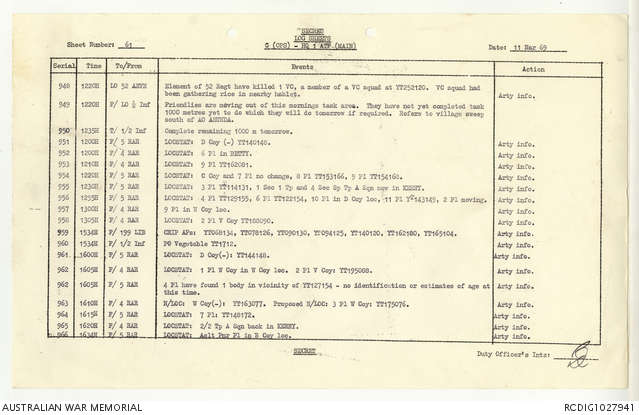 SECRET
LOG SHEETS
Sheet Number: 61 G (OPS) - HQ 1 ATF (MAIN) Date: 11 Mar 69
Serial Time To/From Events Action
948 1220H LO 52 ARVN Element of 52 Regt have killed 1 VC, a member of a VC squad at YT252120. VC squad had
been gathering rice in nearby hamlet. Arty info.
949 1220H F/ LO ½ Inf Friendlies are moving out of this mornings task area. They have not yet completed task
1000 metres yet to do which they will do tomorrow if required. Refers to village sweep
south of AO Arty info.
950 1235H T/ 1/2 Inf Complete remaining 1000 m tomorrow.
951 1200H F/ 5 RAR LOCSTAT: D Coy (-) YT140148. Arty info.
952 1200H F/ 4 RAR 6 Pl in BETTY. Arty info.
953 1210H F/ 4 RAR 9 Pl YT162081. Arty info.
954 1220H F/ 5 RAR LOCSTAT: C Coy and 7 Pl no change, 8 Pl YT153166, 9 Pl YT154168. Arty info.
955 1230H F/ 5 RAR 3 Pl YT114131, 1 Sec 1 Tp and 4 Sec Sp Tp A Sqn now in KERRY. Arty info.
956 1255H F/ 5 RAR LOCSTAT: 4 Pl YT129155, 6 Pl YT122154, 10 Pl in D Coy loc, 11 Pl YT143149, 2 Pl moving. Arty info.
957 1300H F/ 4 RAR 9 Pl in W Coy loc. Arty info.
958 1305H F/ 4 RAR LOCSTAT: 2 Pl V Coy YT188090. Arty info.
959 1534H F/ 199 LIB CHIP APs: YT068134, YT078126, YT090130, YT094125, YT140120, YT162180, YT165104. Arty info.
960 1534H F/ 1/2 Inf PO Vegetable YT1712. Arty info.
961 1600H F/ 5 RAR LOCSTAT: D Coy(-): YT144148. Arty info.
962 1605H F/ 4 RAR LOCSTAT: 1 Pl W Coy in W Coy loc. 2 Pl V Coy: YT195088. Arty info.
962 1605H F/ 5 RAR 4 Pl have found 1 body in vicinity of YT127154 - no identification or estimates of age at
this time. Arty info.
963 1610H F/ 4 RAR N/LOC: W Coy(-): YT163077. Proposed N/LOC: 3 Pl W Coy: YT175076. Arty info.
964 1615H F/ 5 RAR LOCSTAT: 7 Pl: YT148172. Arty info.
965 1620H F/ 4 RAR LOCSTAT: 2/2 Tp A Sqn back in KERRY. Arty info.
966 1634H F/ 5 RAR LOCSTAT: Aslt Pnr Pl in B Coy loc. Arty info.
SECRET
Duty Officer's Intz:
AUSTRALIAN WAR MEMORIAL RCDIG1027941